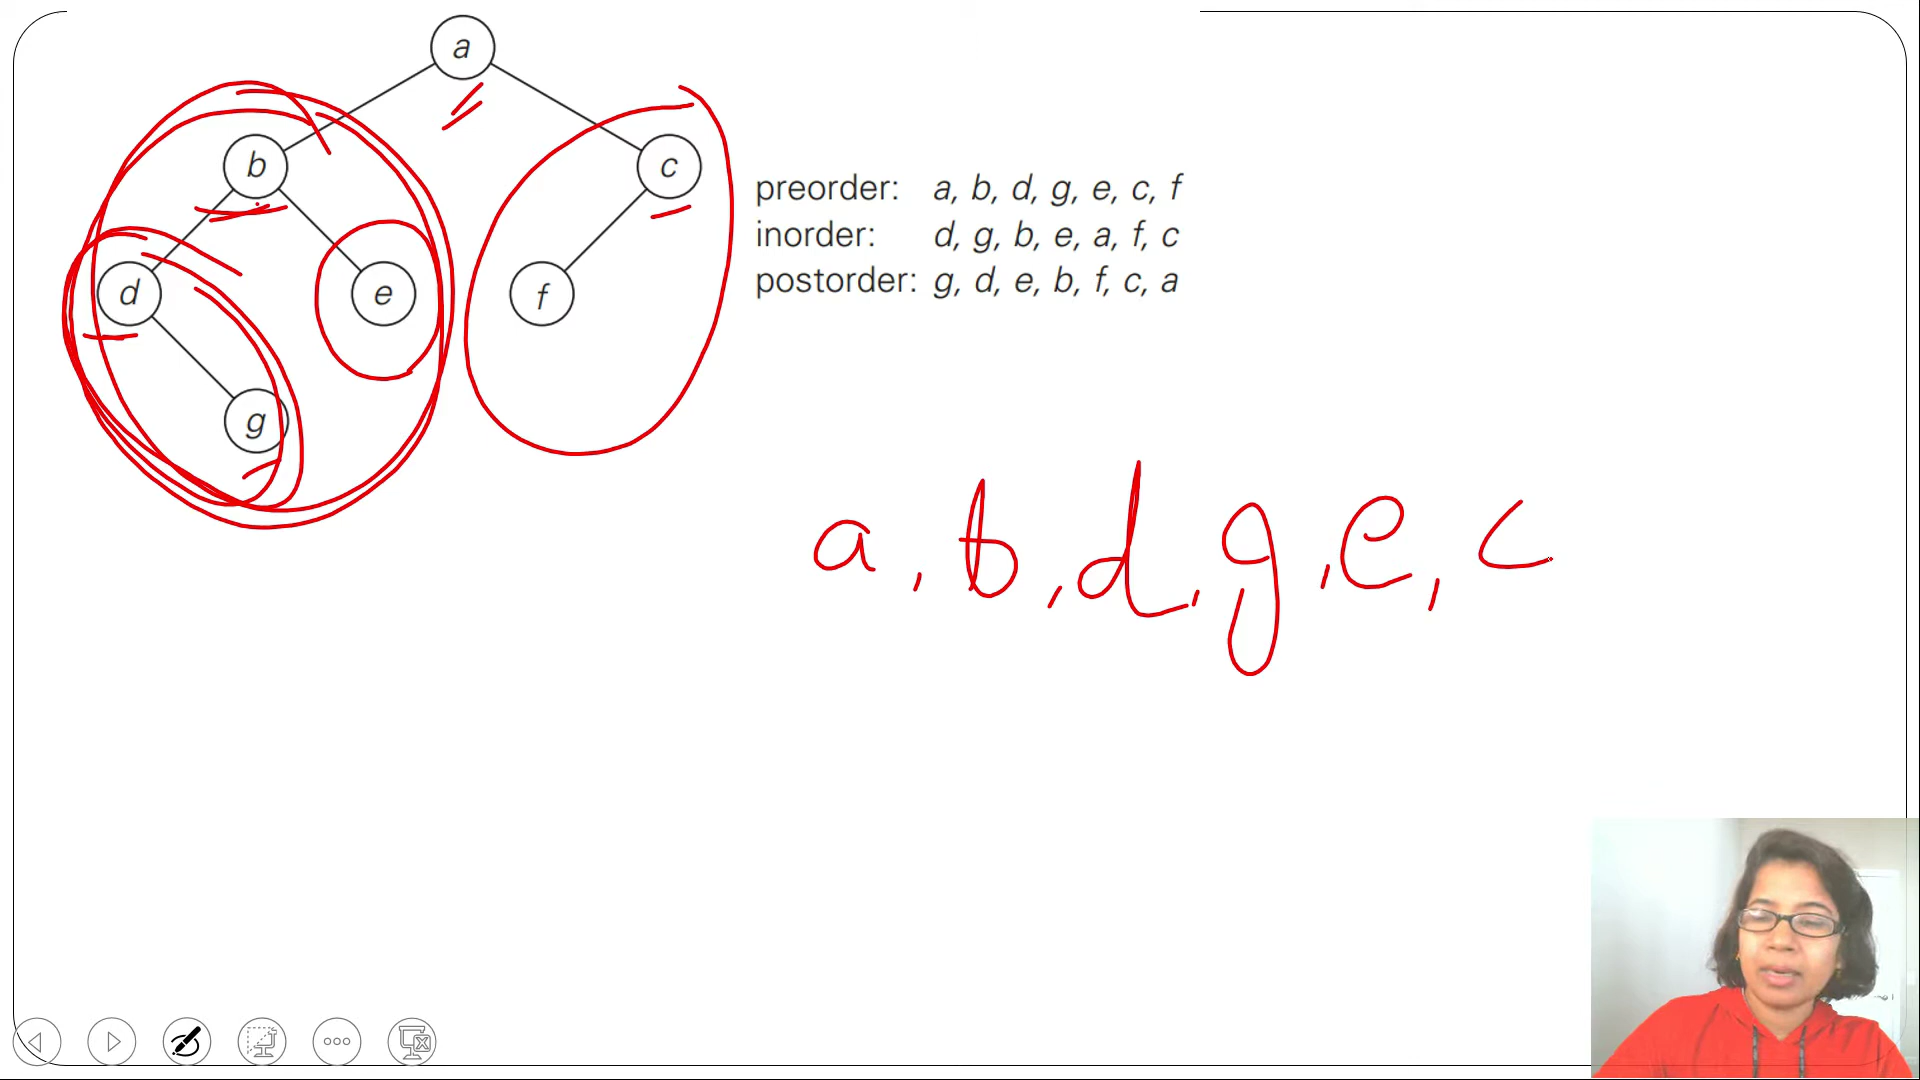 a
b
c
d
e
f
g
preorder: a, b, d, g, e, c, f
inorder: d, g, b, e, a, f, c
postorder: g, d, e, b, f, c, a
a, b, d, g, e, c